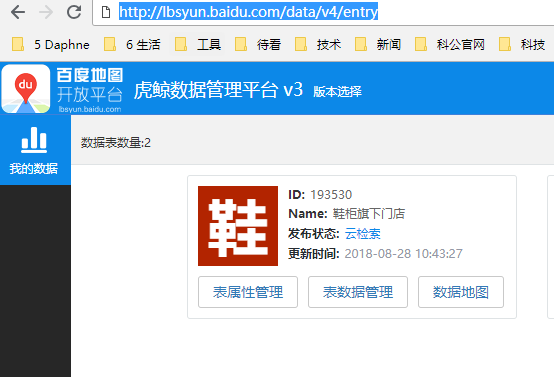 http://lbsyun.baidu.com/data/v4/entry
5 Daphne 6 生活 工具 待看 技术 新闻 科公官网 科技
du 百度地图 开放平台 lbsyun.baidu.com 虎鲸数据管理平台 v3 版本选择
我的数据
数据表数量:2
鞋
ID: 193530
Name: 鞋柜旗下门店
发布状态: 云检索
更新时间: 2018-08-28 10:43:27
表属性管理 表数据管理 数据地图